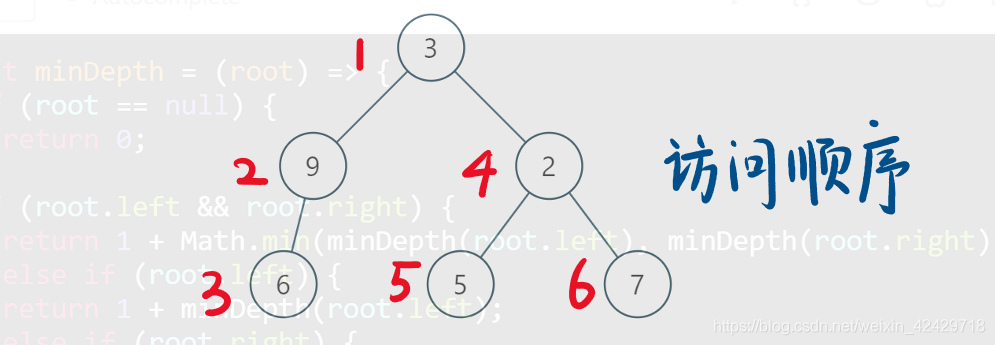 Autocomplete
1
3
t minDepth = (root) => {
(root == null) {
return 0;
2
9
4
2
访问顺序
(root.left && root.right) {
return 1 + Math.min(minDepth(root.left), minDepth(root.right)
else if (root.left) {
3
6
5
5
6
7
return 1 + minDepth(root.left);
https://blog.csdn.net/weixin_42429718
else if (root.right) {